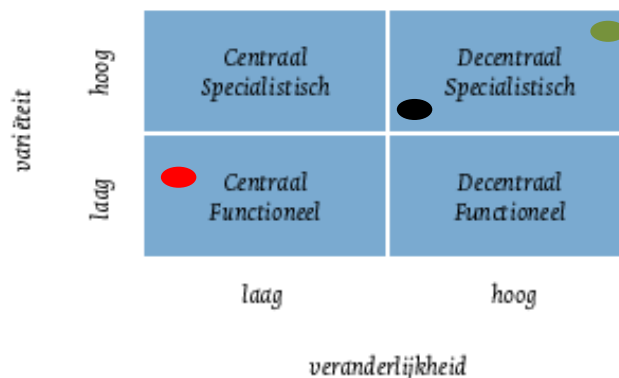 variëteit
hoog
Centraal
Specialistisch
Decentraal
Specialistisch
laag
Centraal
Functioneel
Decentraal
Functioneel
laag
hoog
veranderlijkheid